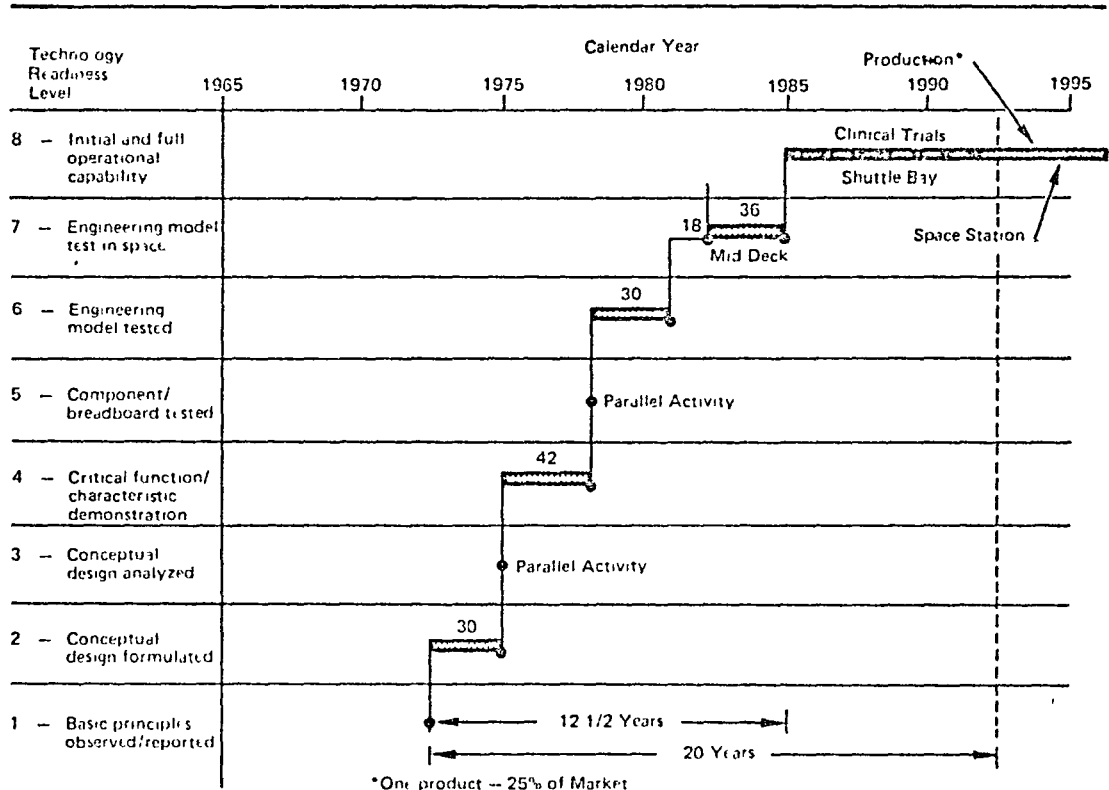 Calendar Year
Technology
Readiness
Level
1965 1970 1975 1980 1985 1990 1995
Production*
8 – Initial and full
operational
capability
Clinical Trials
Shuttle Bay
7 – Engineering model
test in space
18
36
Mid Deck
Space Station
6 – Engineering
model tested
30
5 – Component/
breadboard tested
Parallel Activity
4 – Critical function/
characteristic
demonstration
42
3 – Conceptual
design analyzed
Parallel Activity
2 – Conceptual
design formulated
30
1 – Basic principles
observed/reported
12 1/2 Years
20 Years
*One product -- 25% of Market